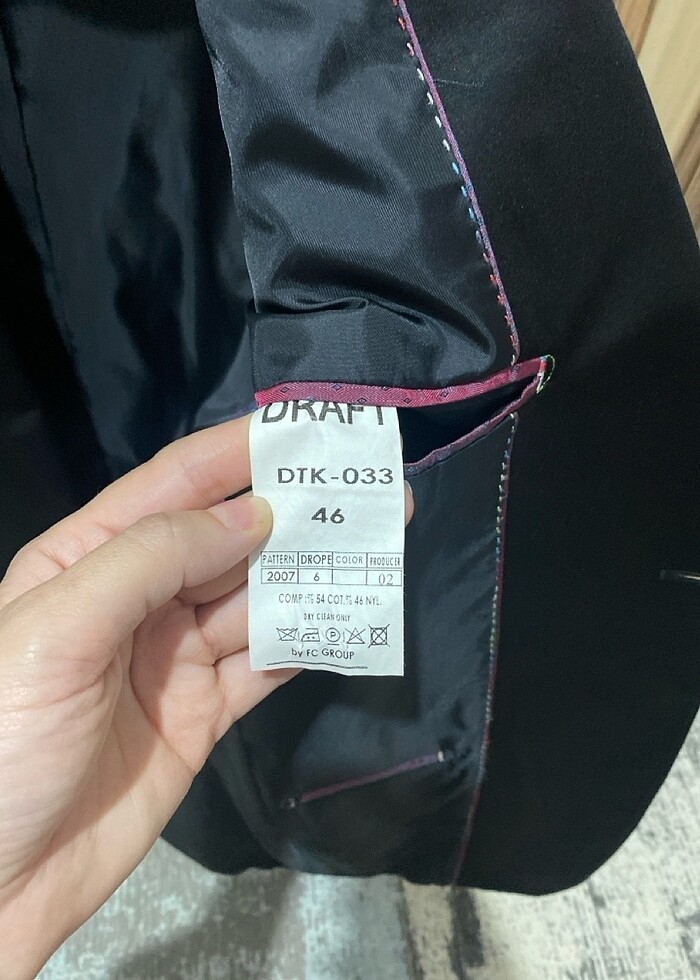 DRAFT
DTK-033
46
PATTERN DROPE COLOR PRODUCER
2007 6 02
COMP :% 54 COT.% 46 NYL.
DRY CLEAN ONLY
by FC GROUP